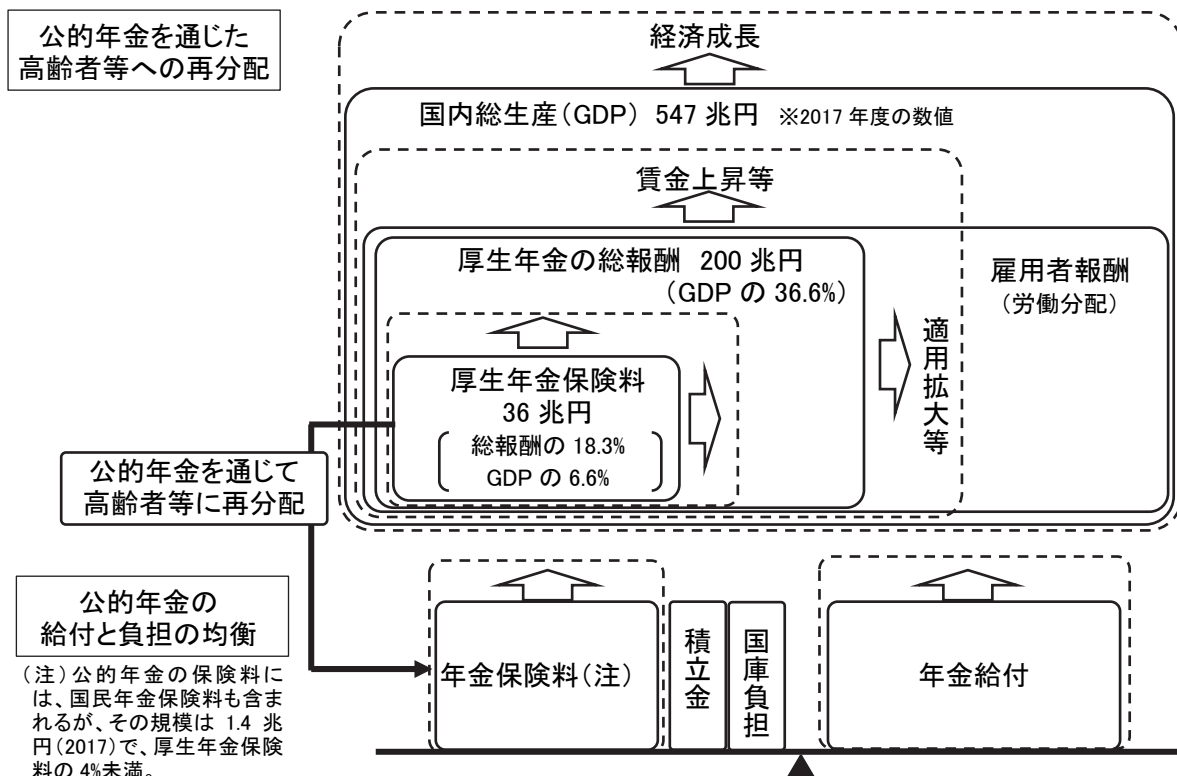 公的年金を通じた
高齢者等への再分配
経済成長
国内総生産（GDP） 547 兆円 ※2017 年度の数値
賃金上昇等
厚生年金の総報酬 200 兆円
（GDP の 36.6%）
雇用者報酬
（労働分配）
適用拡大等
厚生年金保険料
36 兆円
総報酬の 18.3%
GDP の 6.6%
公的年金を通じて
高齢者等に再分配
公的年金の
給付と負担の均衡
（注）公的年金の保険料に
は、国民年金保険料も含ま
れるが、その規模は 1.4 兆
円（2017）で、厚生年金保険
料の 4%未満。
年金保険料（注）
積立金
国庫負担
年金給付